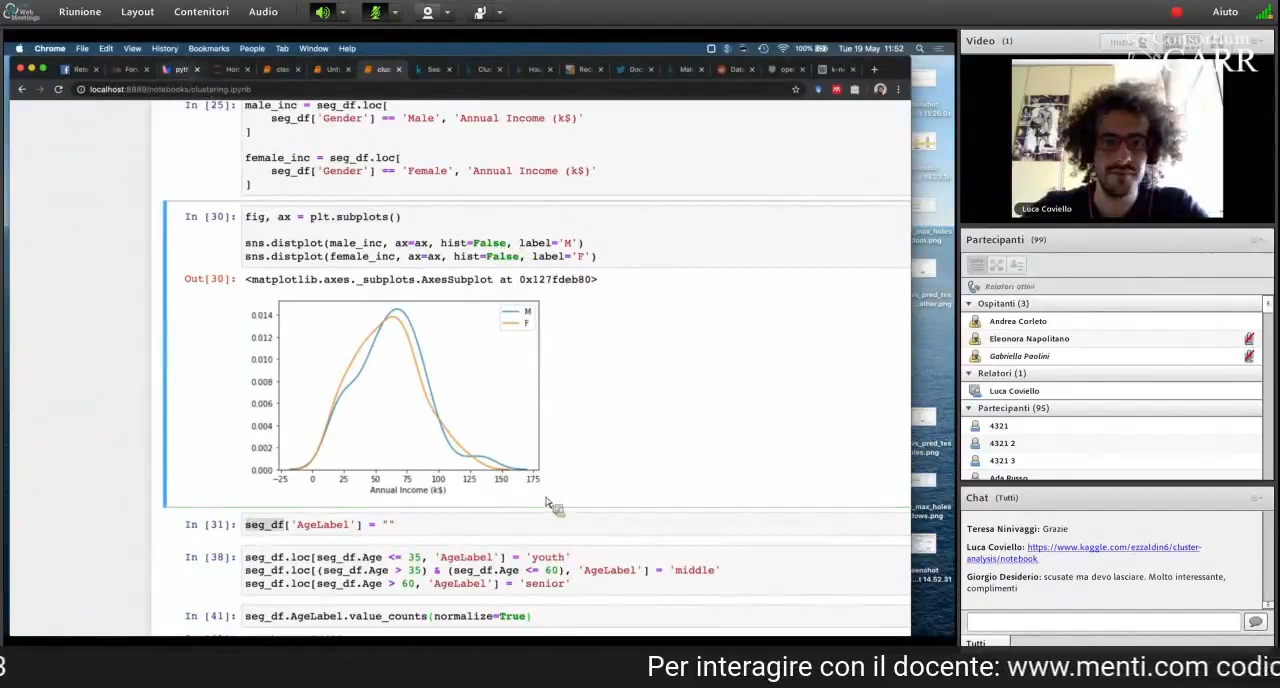 Web Meetings
Riunione Layout Contenitori Audio Aiuto
Chrome File Edit View History Bookmarks People Tab Window Help 100% Tue 19 May 11:52
localhost:8889/notebooks/clustering.ipynb
In [25]: male_inc = seg_df.loc[
seg_df['Gender'] == 'Male', 'Annual Income (k$)'
]
female_inc = seg_df.loc[
seg_df['Gender'] == 'Female', 'Annual Income (k$)'
]
In [30]: fig, ax = plt.subplots()
sns.distplot(male_inc, ax=ax, hist=False, label='M')
sns.distplot(female_inc, ax=ax, hist=False, label='F')
Out[30]: <matplotlib.axes._subplots.AxesSubplot at 0x127fdeb80>
M
F
0.014
0.012
0.010
0.008
0.006
0.004
0.002
0.000
−25 0 25 50 75 100 125 150 175
Annual Income (k$)
In [31]: seg_df['AgeLabel'] = ""
In [38]: seg_df.loc[seg_df.Age <= 35, 'AgeLabel'] = 'youth'
seg_df.loc[(seg_df.Age > 35) & (seg_df.Age <= 60), 'AgeLabel'] = 'middle'
seg_df.loc[seg_df.Age > 60, 'AgeLabel'] = 'senior'
In [41]: seg_df.AgeLabel.value_counts(normalize=True)
Video (1)
Consortium
GARR
Luca Coviello
Partecipanti (99)
Relatori attivi
Ospitanti (3)
Andrea Corleto
Eleonora Napolitano
Gabriella Paolini
Relatori (1)
Luca Coviello
Partecipanti (95)
4321
4321 2
4321 3
Ada Russo
Chat (Tutti)
Teresa Ninivaggi: Grazie
Luca Coviello: https://www.kaggle.com/ezzaldin6/cluster-
analysis/notebook
Giorgio Desiderio: scusate ma devo lasciare. Molto interessante,
complimenti
Tutti
3 Per interagire con il docente: www.menti.com codic